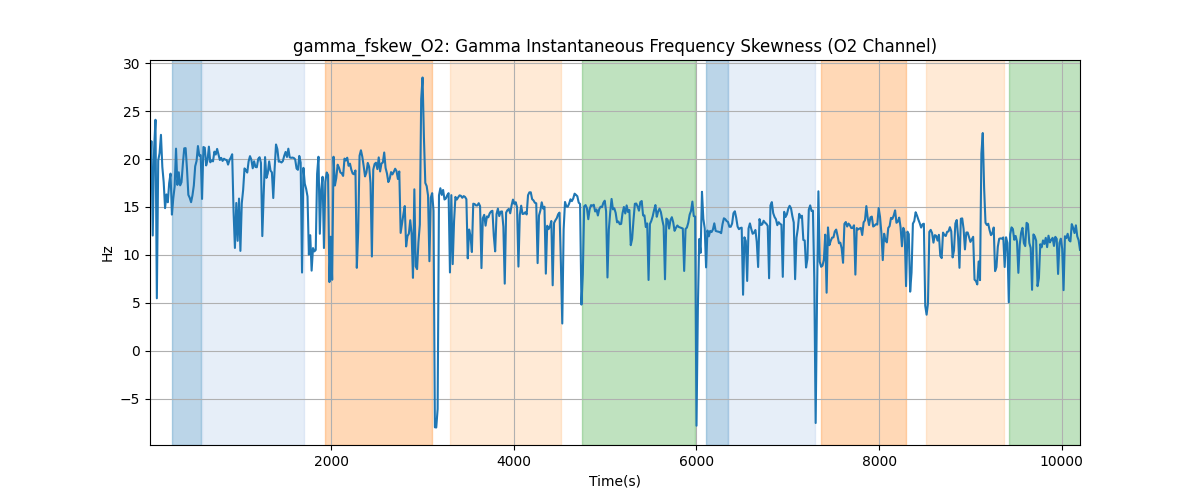 gamma_fskew_O2: Gamma Instantaneous Frequency Skewness (O2 Channel)
30
25
20
15
10
5
0
−5
Hz
2000 4000 6000 8000 10000
Time(s)